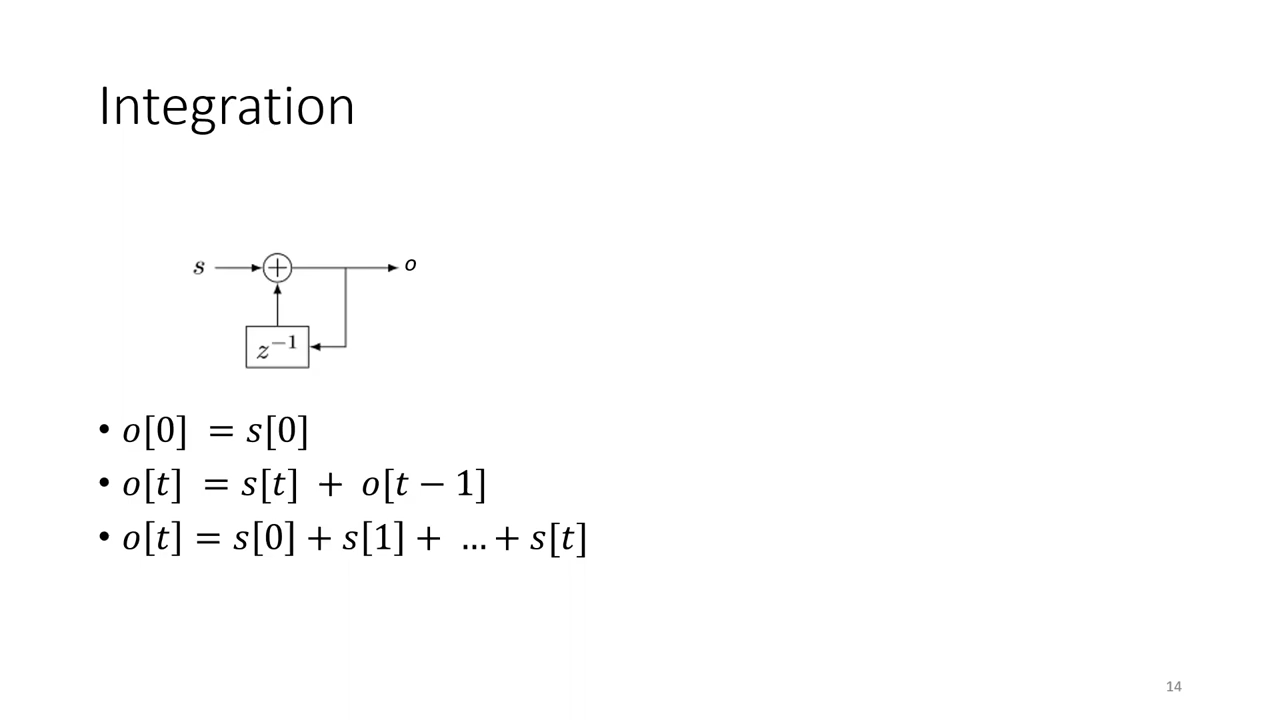 Integration
s + o
z⁻¹
• o[0] = s[0]
• o[t] = s[t] + o[t − 1]
• o[t] = s[0] + s[1] + … + s[t]
14